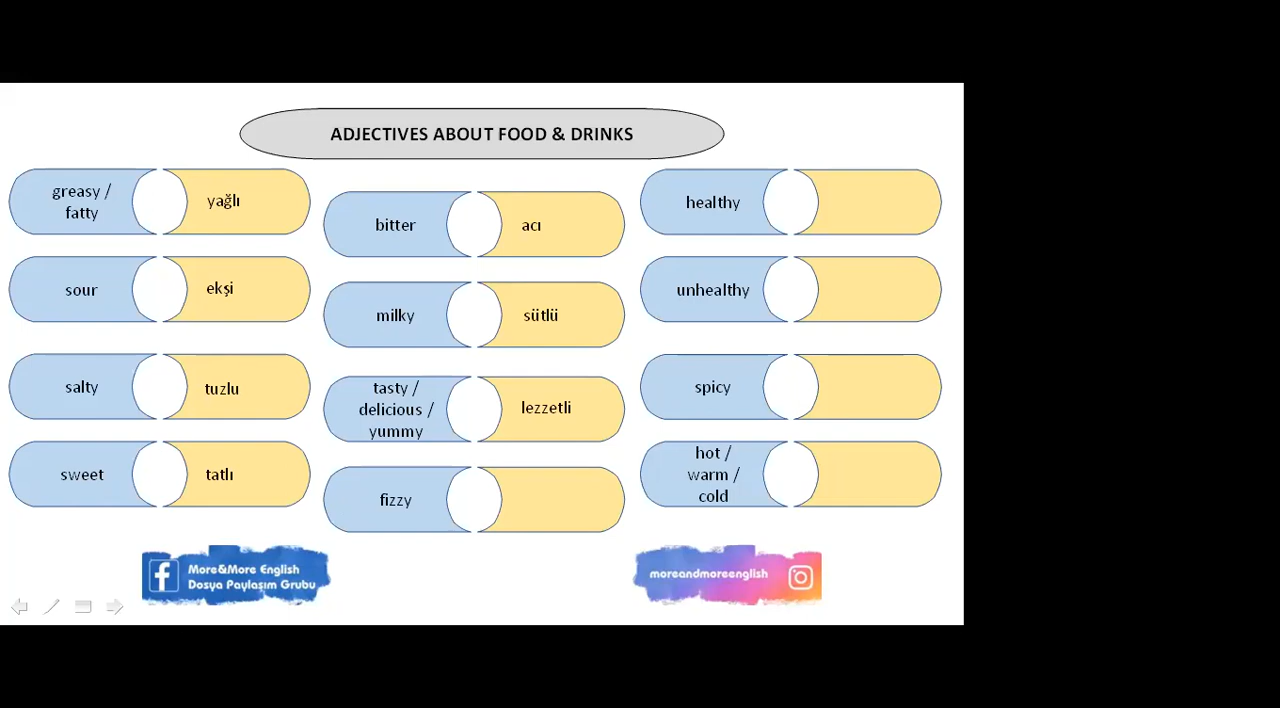 ADJECTIVES ABOUT FOOD & DRINKS
greasy /
fatty
yağlı
sour
ekşi
salty
tuzlu
sweet
tatlı
bitter
acı
milky
sütlü
tasty /
delicious /
yummy
lezzetli
fizzy
healthy
unhealthy
spicy
hot /
warm /
cold
More&More English
Dosya Paylaşım Grubu
moreandmoreenglish